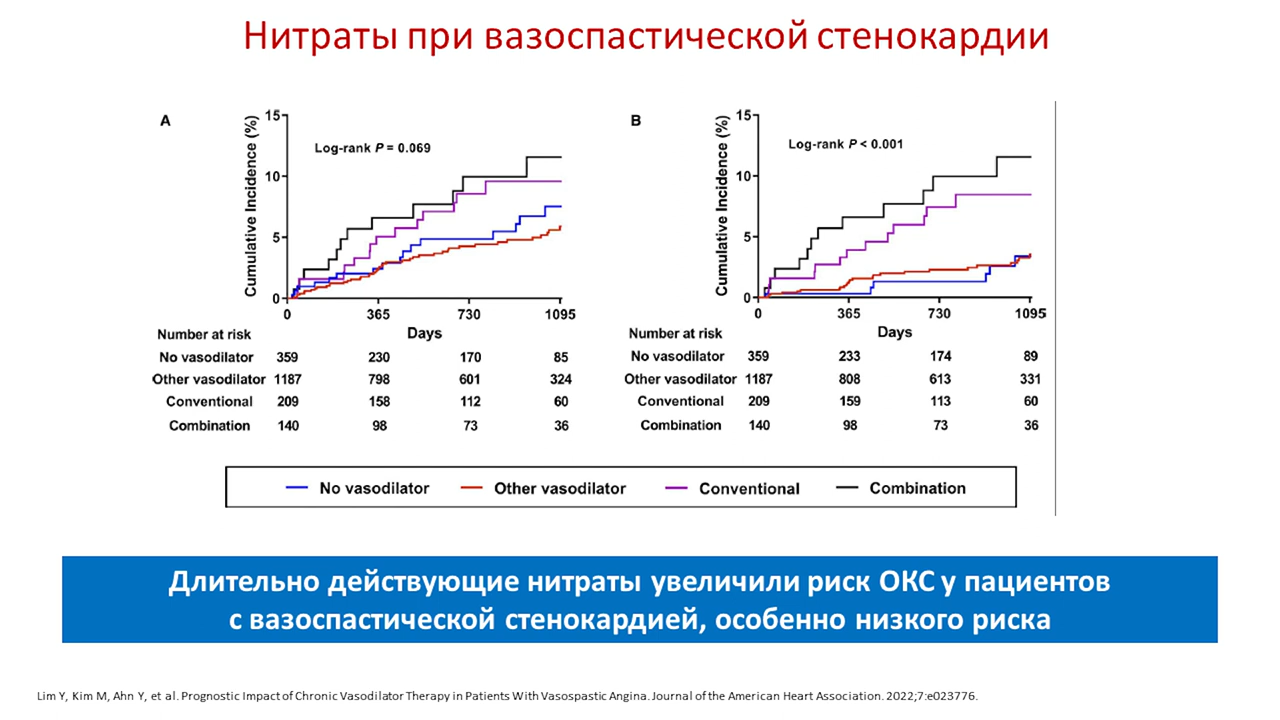 Нитраты при вазоспастической стенокардии
A
Cumulative Incidence (%)
15
10
5
0
Log-rank P = 0.069
0 365 730 1095
Days
Number at risk
No vasodilator 359 230 170 85
Other vasodilator 1187 798 601 324
Conventional 209 158 112 60
Combination 140 98 73 36
B
Cumulative Incidence (%)
15
10
5
0
Log-rank P < 0.001
0 365 730 1095
Days
Number at risk
No vasodilator 359 233 174 89
Other vasodilator 1187 808 613 331
Conventional 209 159 113 60
Combination 140 98 73 36
No vasodilator Other vasodilator Conventional Combination
Длительно действующие нитраты увеличили риск ОКС у пациентов
с вазоспастической стенокардией, особенно низкого риска
Lim Y, Kim M, Ahn Y, et al. Prognostic Impact of Chronic Vasodilator Therapy in Patients With Vasospastic Angina. Journal of the American Heart Association. 2022;7:e023776.